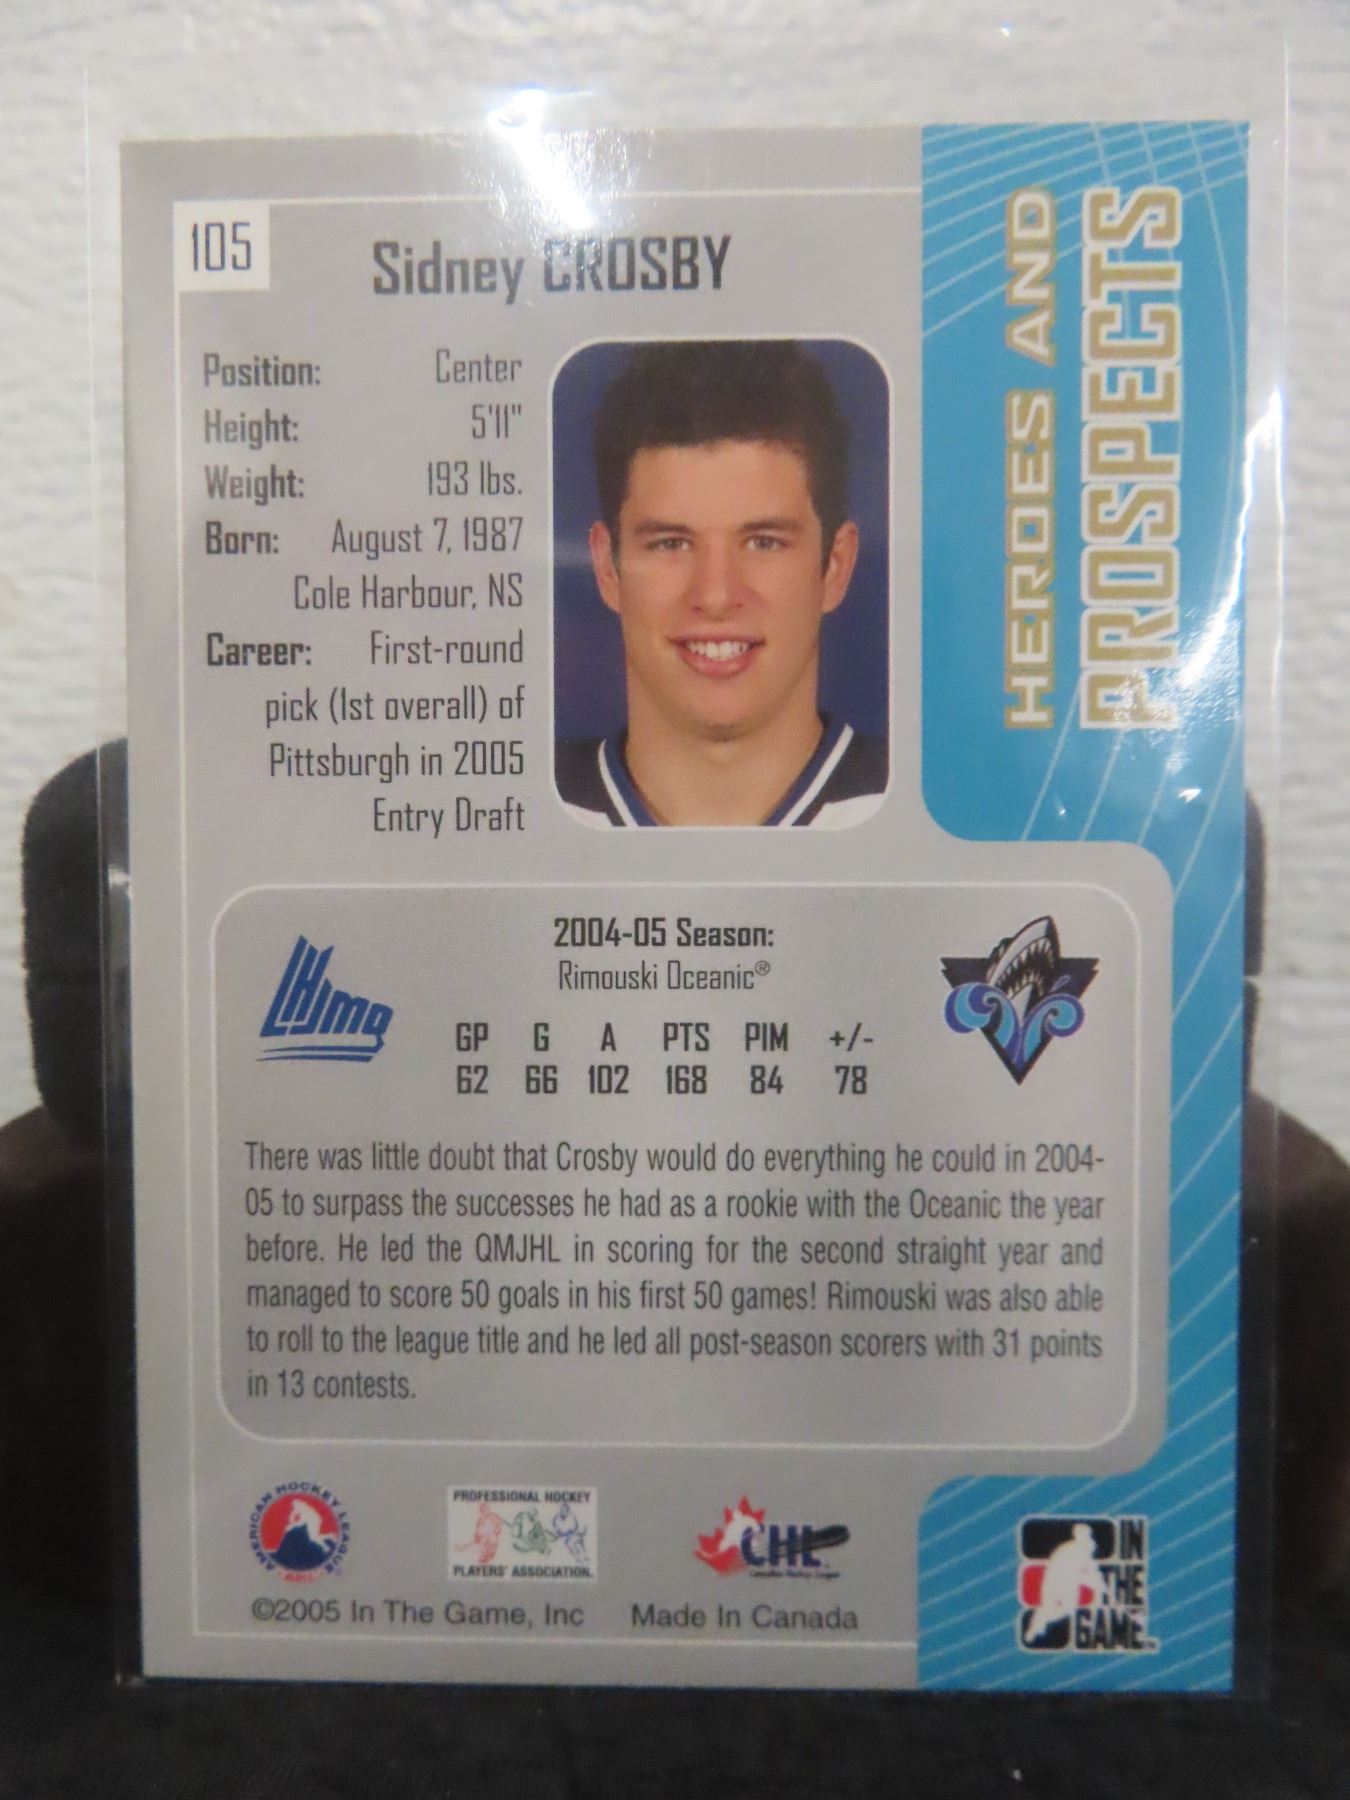 105
Sidney CROSBY
HEROES AND
PROSPECTS
Position: Center
Height: 5'11"
Weight: 193 lbs.
Born: August 7, 1987
Cole Harbour, NS
Career: First-round
pick (1st overall) of
Pittsburgh in 2005
Entry Draft
LHJMQ
2004-05 Season:
Rimouski Oceanic®
GP G A PTS PIM +/-
62 66 102 168 84 78
There was little doubt that Crosby would do everything he could in 2004-
05 to surpass the successes he had as a rookie with the Oceanic the year
before. He led the QMJHL in scoring for the second straight year and
managed to score 50 goals in his first 50 games! Rimouski was also able
to roll to the league title and he led all post-season scorers with 31 points
in 13 contests.
AMERICAN HOCKEY LEAGUE
AHL
PROFESSIONAL HOCKEY
PLAYERS' ASSOCIATION
CHL
Canadian Hockey League
IN
THE
GAME
©2005 In The Game, Inc Made In Canada